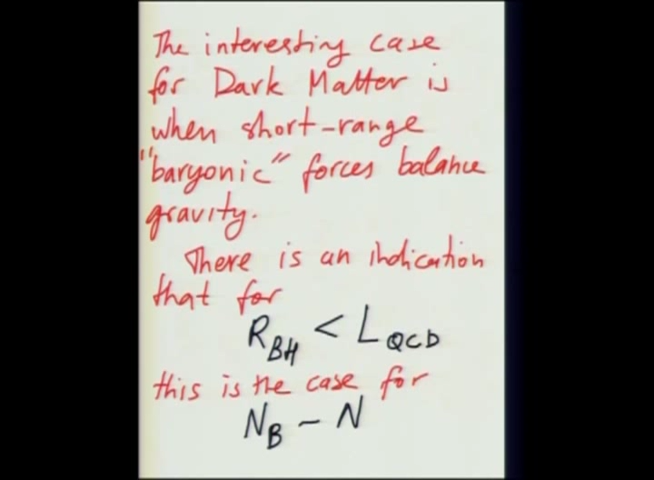 The interesting case
for Dark Matter is
when short-range
"baryonic" forces balance
gravity.
There is an indication
that for
R_BH < L_QCD
this is the case for
N_B ~ N